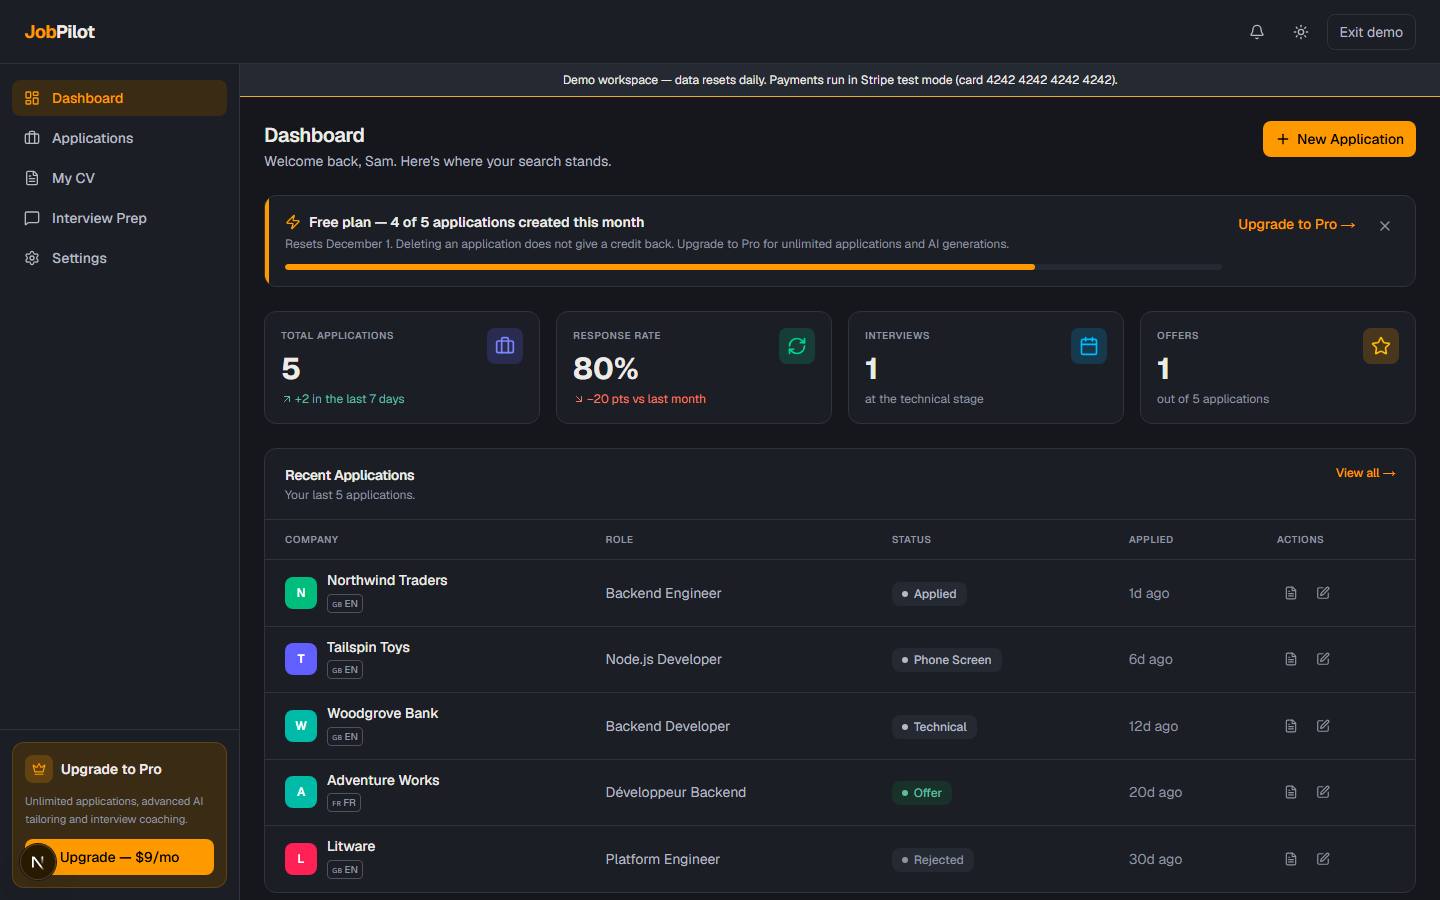 JobPilot
Exit demo
Dashboard
Applications
My CV
Interview Prep
Settings
Demo workspace — data resets daily. Payments run in Stripe test mode (card 4242 4242 4242 4242).
Dashboard
Welcome back, Sam. Here's where your search stands.
New Application
Free plan — 4 of 5 applications created this month
Resets December 1. Deleting an application does not give a credit back. Upgrade to Pro for unlimited applications and AI generations.
Upgrade to Pro →
TOTAL APPLICATIONS
5
+2 in the last 7 days
RESPONSE RATE
80%
−20 pts vs last month
INTERVIEWS
1
at the technical stage
OFFERS
1
out of 5 applications
Recent Applications
Your last 5 applications.
View all →
COMPANY ROLE STATUS APPLIED ACTIONS
N Northwind Traders
GB EN
Backend Engineer Applied 1d ago
T Tailspin Toys
GB EN
Node.js Developer Phone Screen 6d ago
W Woodgrove Bank
GB EN
Backend Developer Technical 12d ago
A Adventure Works
FR FR
Développeur Backend Offer 20d ago
L Litware
GB EN
Platform Engineer Rejected 30d ago
Upgrade to Pro
Unlimited applications, advanced AI
tailoring and interview coaching.
Upgrade — $9/mo
N